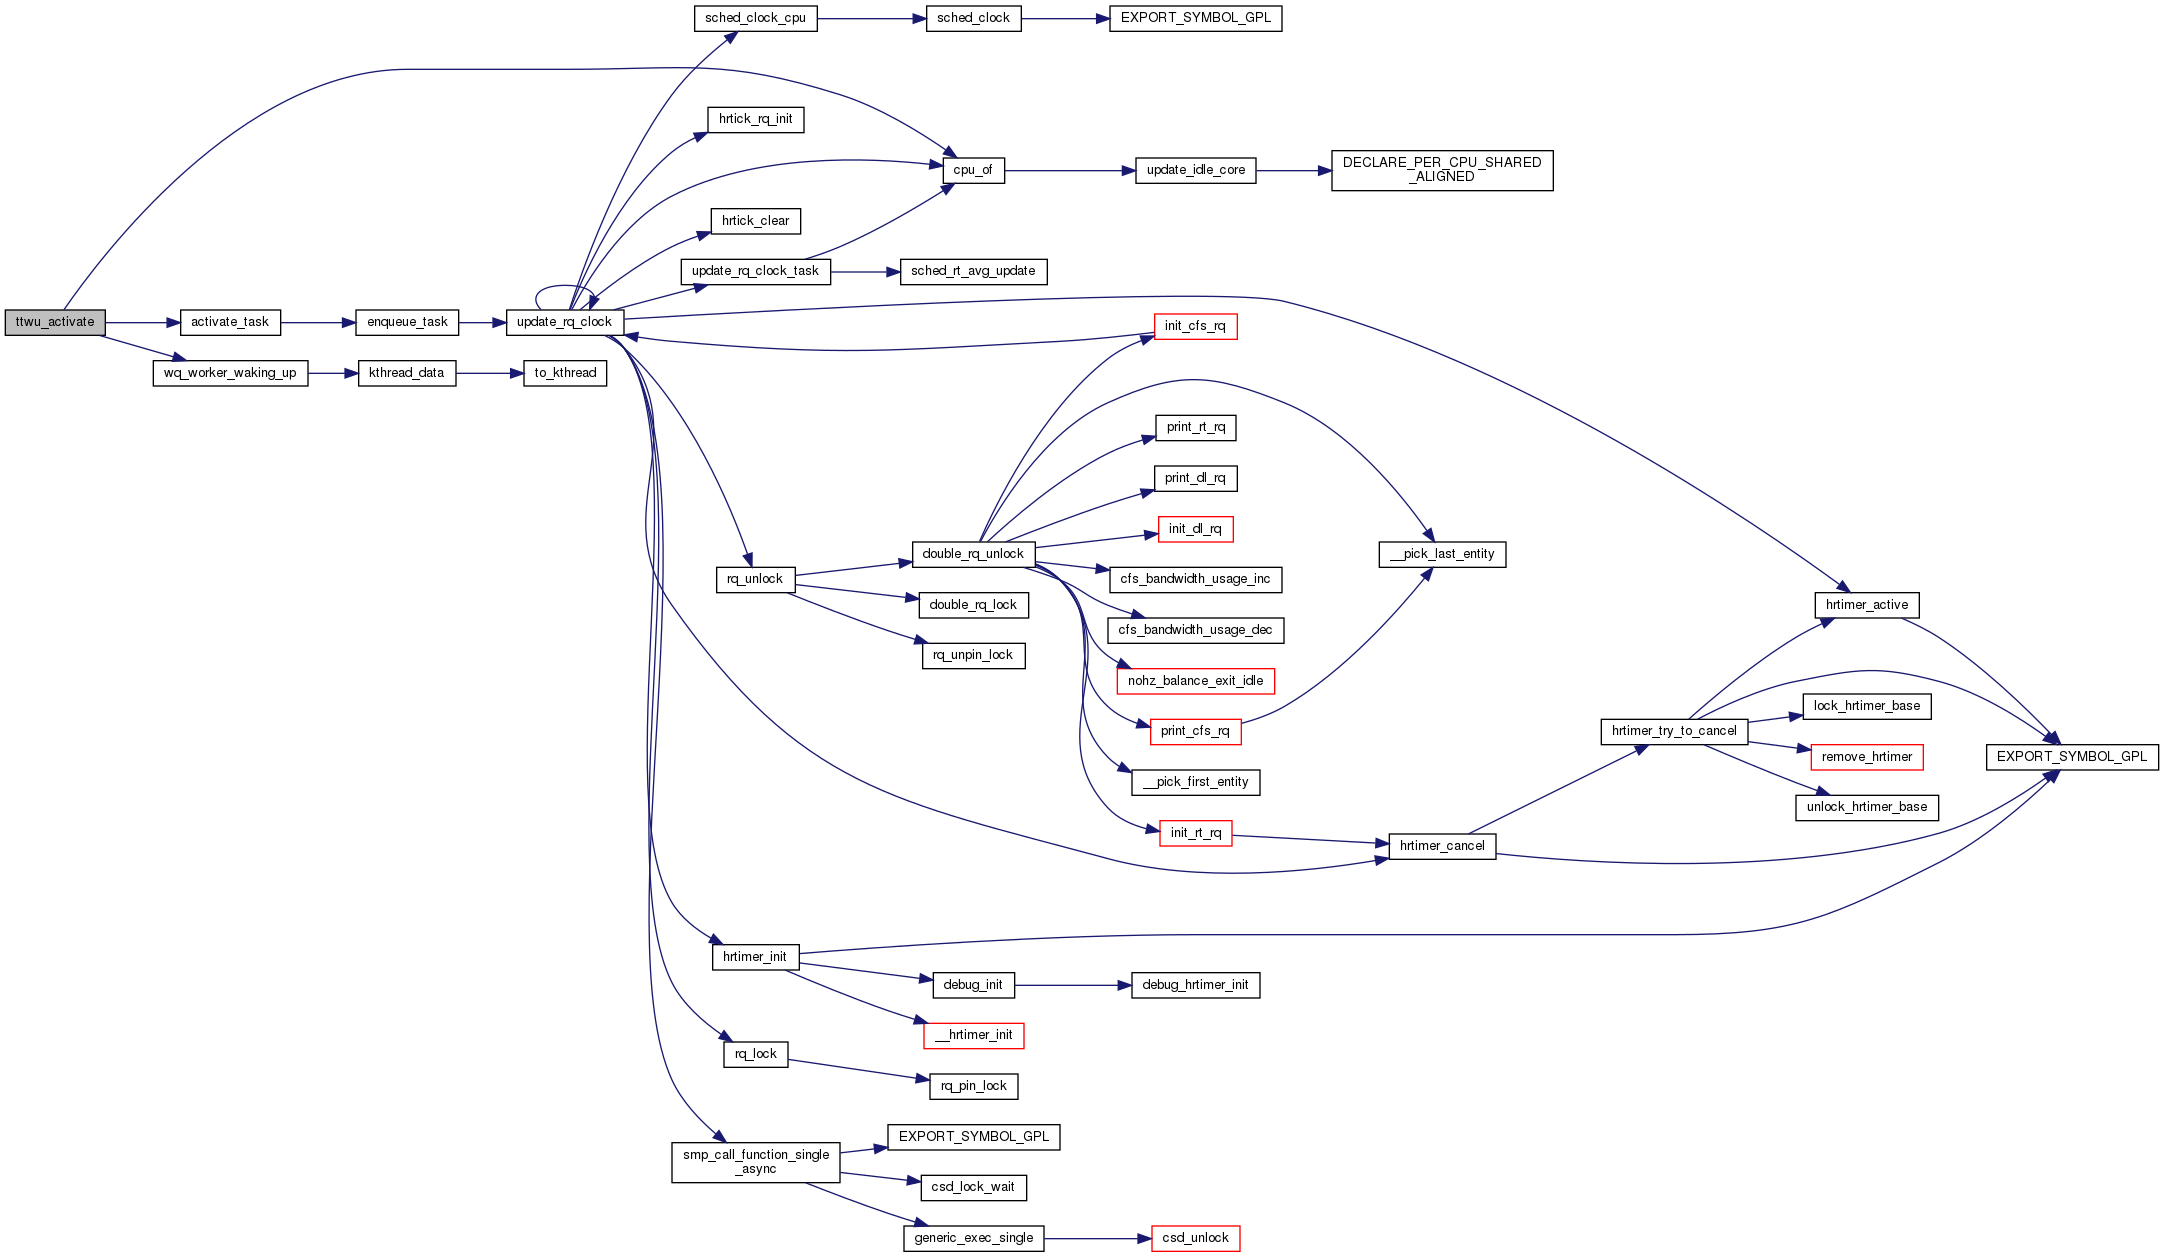 sched_clock_cpu
sched_clock
EXPORT_SYMBOL_GPL
hrtick_rq_init
cpu_of
update_idle_core
DECLARE_PER_CPU_SHARED
_ALIGNED
hrtick_clear
update_rq_clock_task
sched_rt_avg_update
ttwu_activate
activate_task
enqueue_task
update_rq_clock
init_cfs_rq
wq_worker_waking_up
kthread_data
to_kthread
print_rt_rq
print_dl_rq
init_dl_rq
double_rq_unlock
__pick_last_entity
rq_unlock
cfs_bandwidth_usage_inc
double_rq_lock
hrtimer_active
cfs_bandwidth_usage_dec
rq_unpin_lock
nohz_balance_exit_idle
lock_hrtimer_base
print_cfs_rq
hrtimer_try_to_cancel
remove_hrtimer
EXPORT_SYMBOL_GPL
__pick_first_entity
unlock_hrtimer_base
init_rt_rq
hrtimer_cancel
hrtimer_init
debug_init
debug_hrtimer_init
__hrtimer_init
rq_lock
rq_pin_lock
EXPORT_SYMBOL_GPL
smp_call_function_single
_async
csd_lock_wait
generic_exec_single
csd_unlock